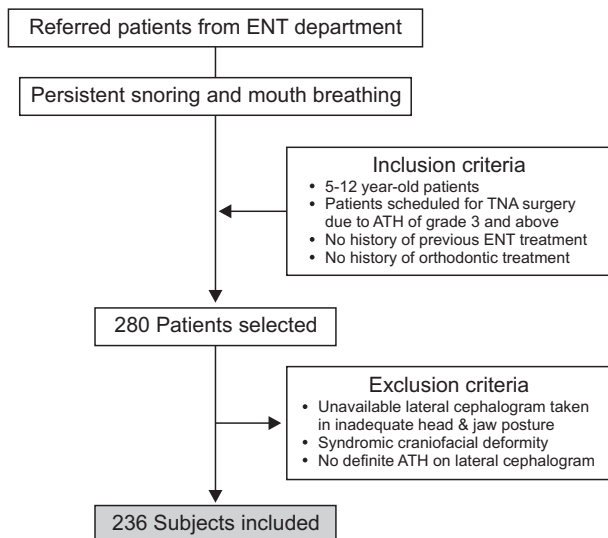 Referred patients from ENT department
Persistent snoring and mouth breathing
Inclusion criteria
• 5-12 year-old patients
• Patients scheduled for TNA surgery
due to ATH of grade 3 and above
• No history of previous ENT treatment
• No history of orthodontic treatment
280 Patients selected
Exclusion criteria
• Unavailable lateral cephalogram taken
in inadequate head & jaw posture
• Syndromic craniofacial deformity
• No definite ATH on lateral cephalogram
236 Subjects included